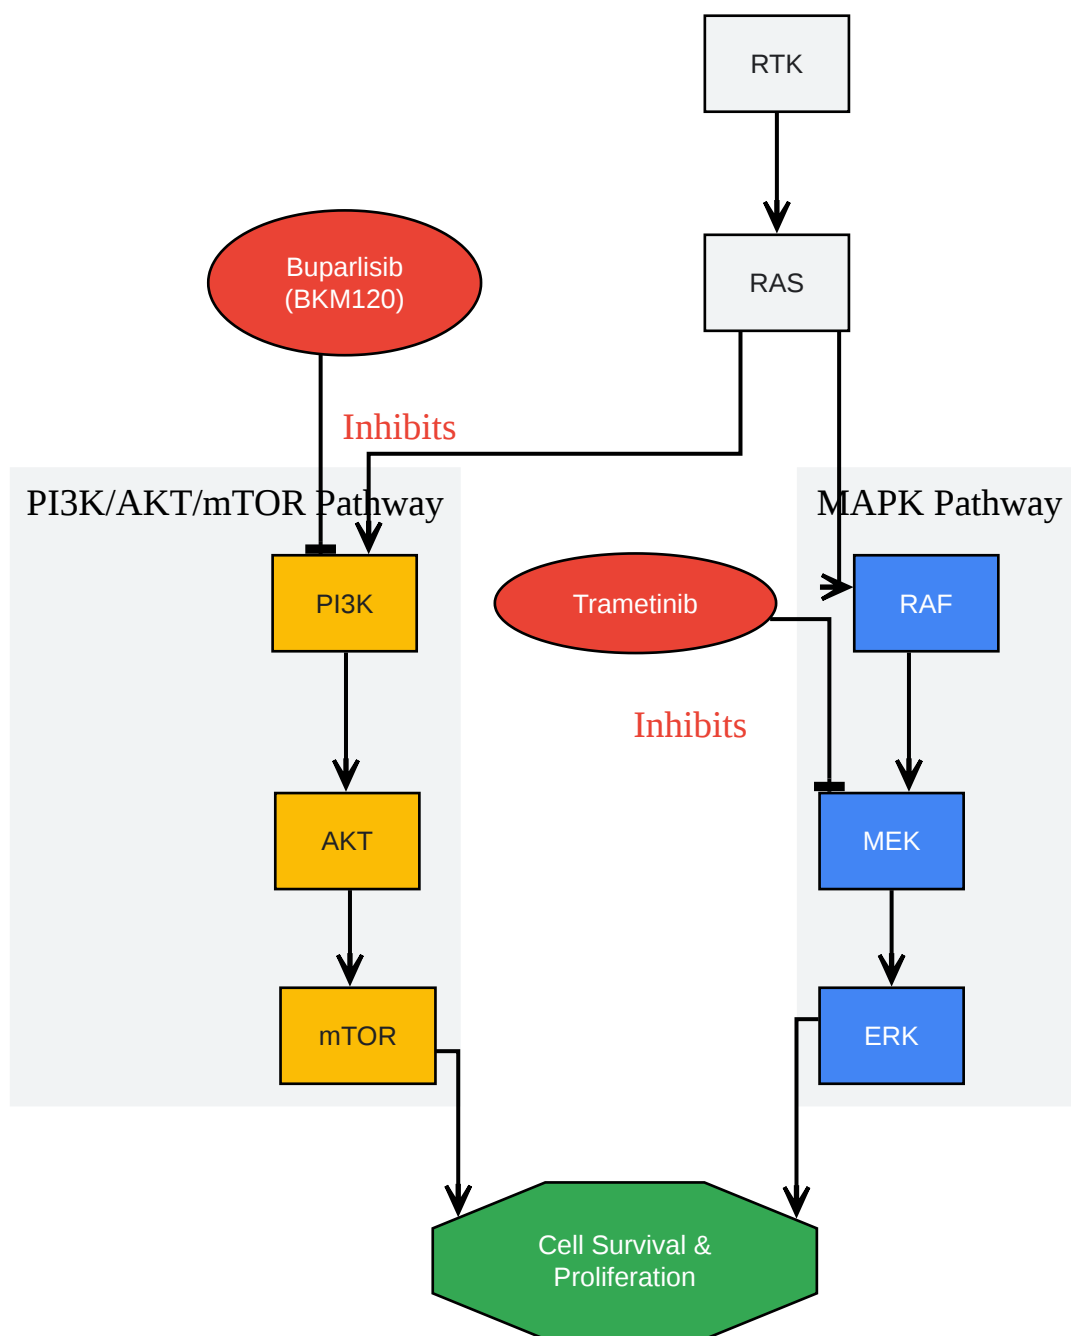 RTK
RAS
Buparlisib
(BKM120)
Inhibits
PI3K/AKT/mTOR Pathway
MAPK Pathway
PI3K
Trametinib
RAF
Inhibits
AKT
MEK
mTOR
ERK
Cell Survival &
Proliferation